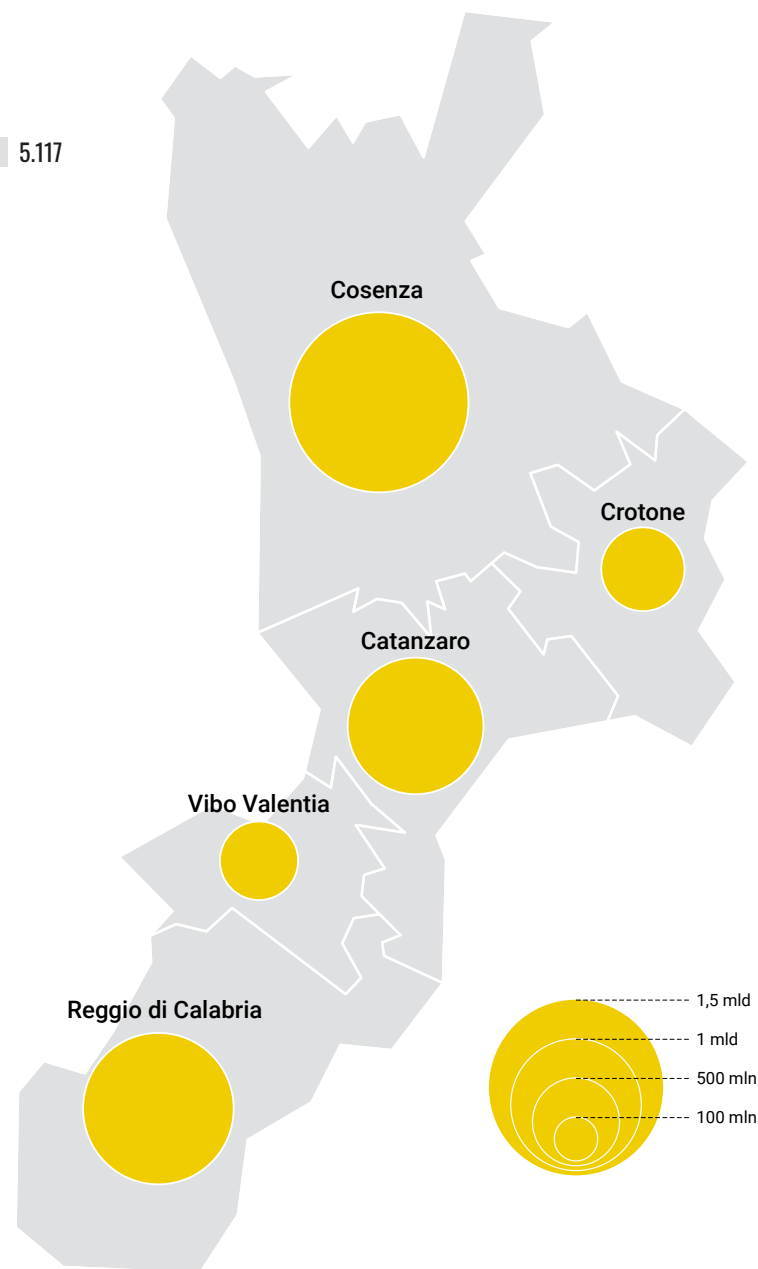 5.117
Cosenza
Crotone
Catanzaro
Vibo Valentia
Reggio di Calabria
1,5 mld
1 mld
500 mln
100 mln